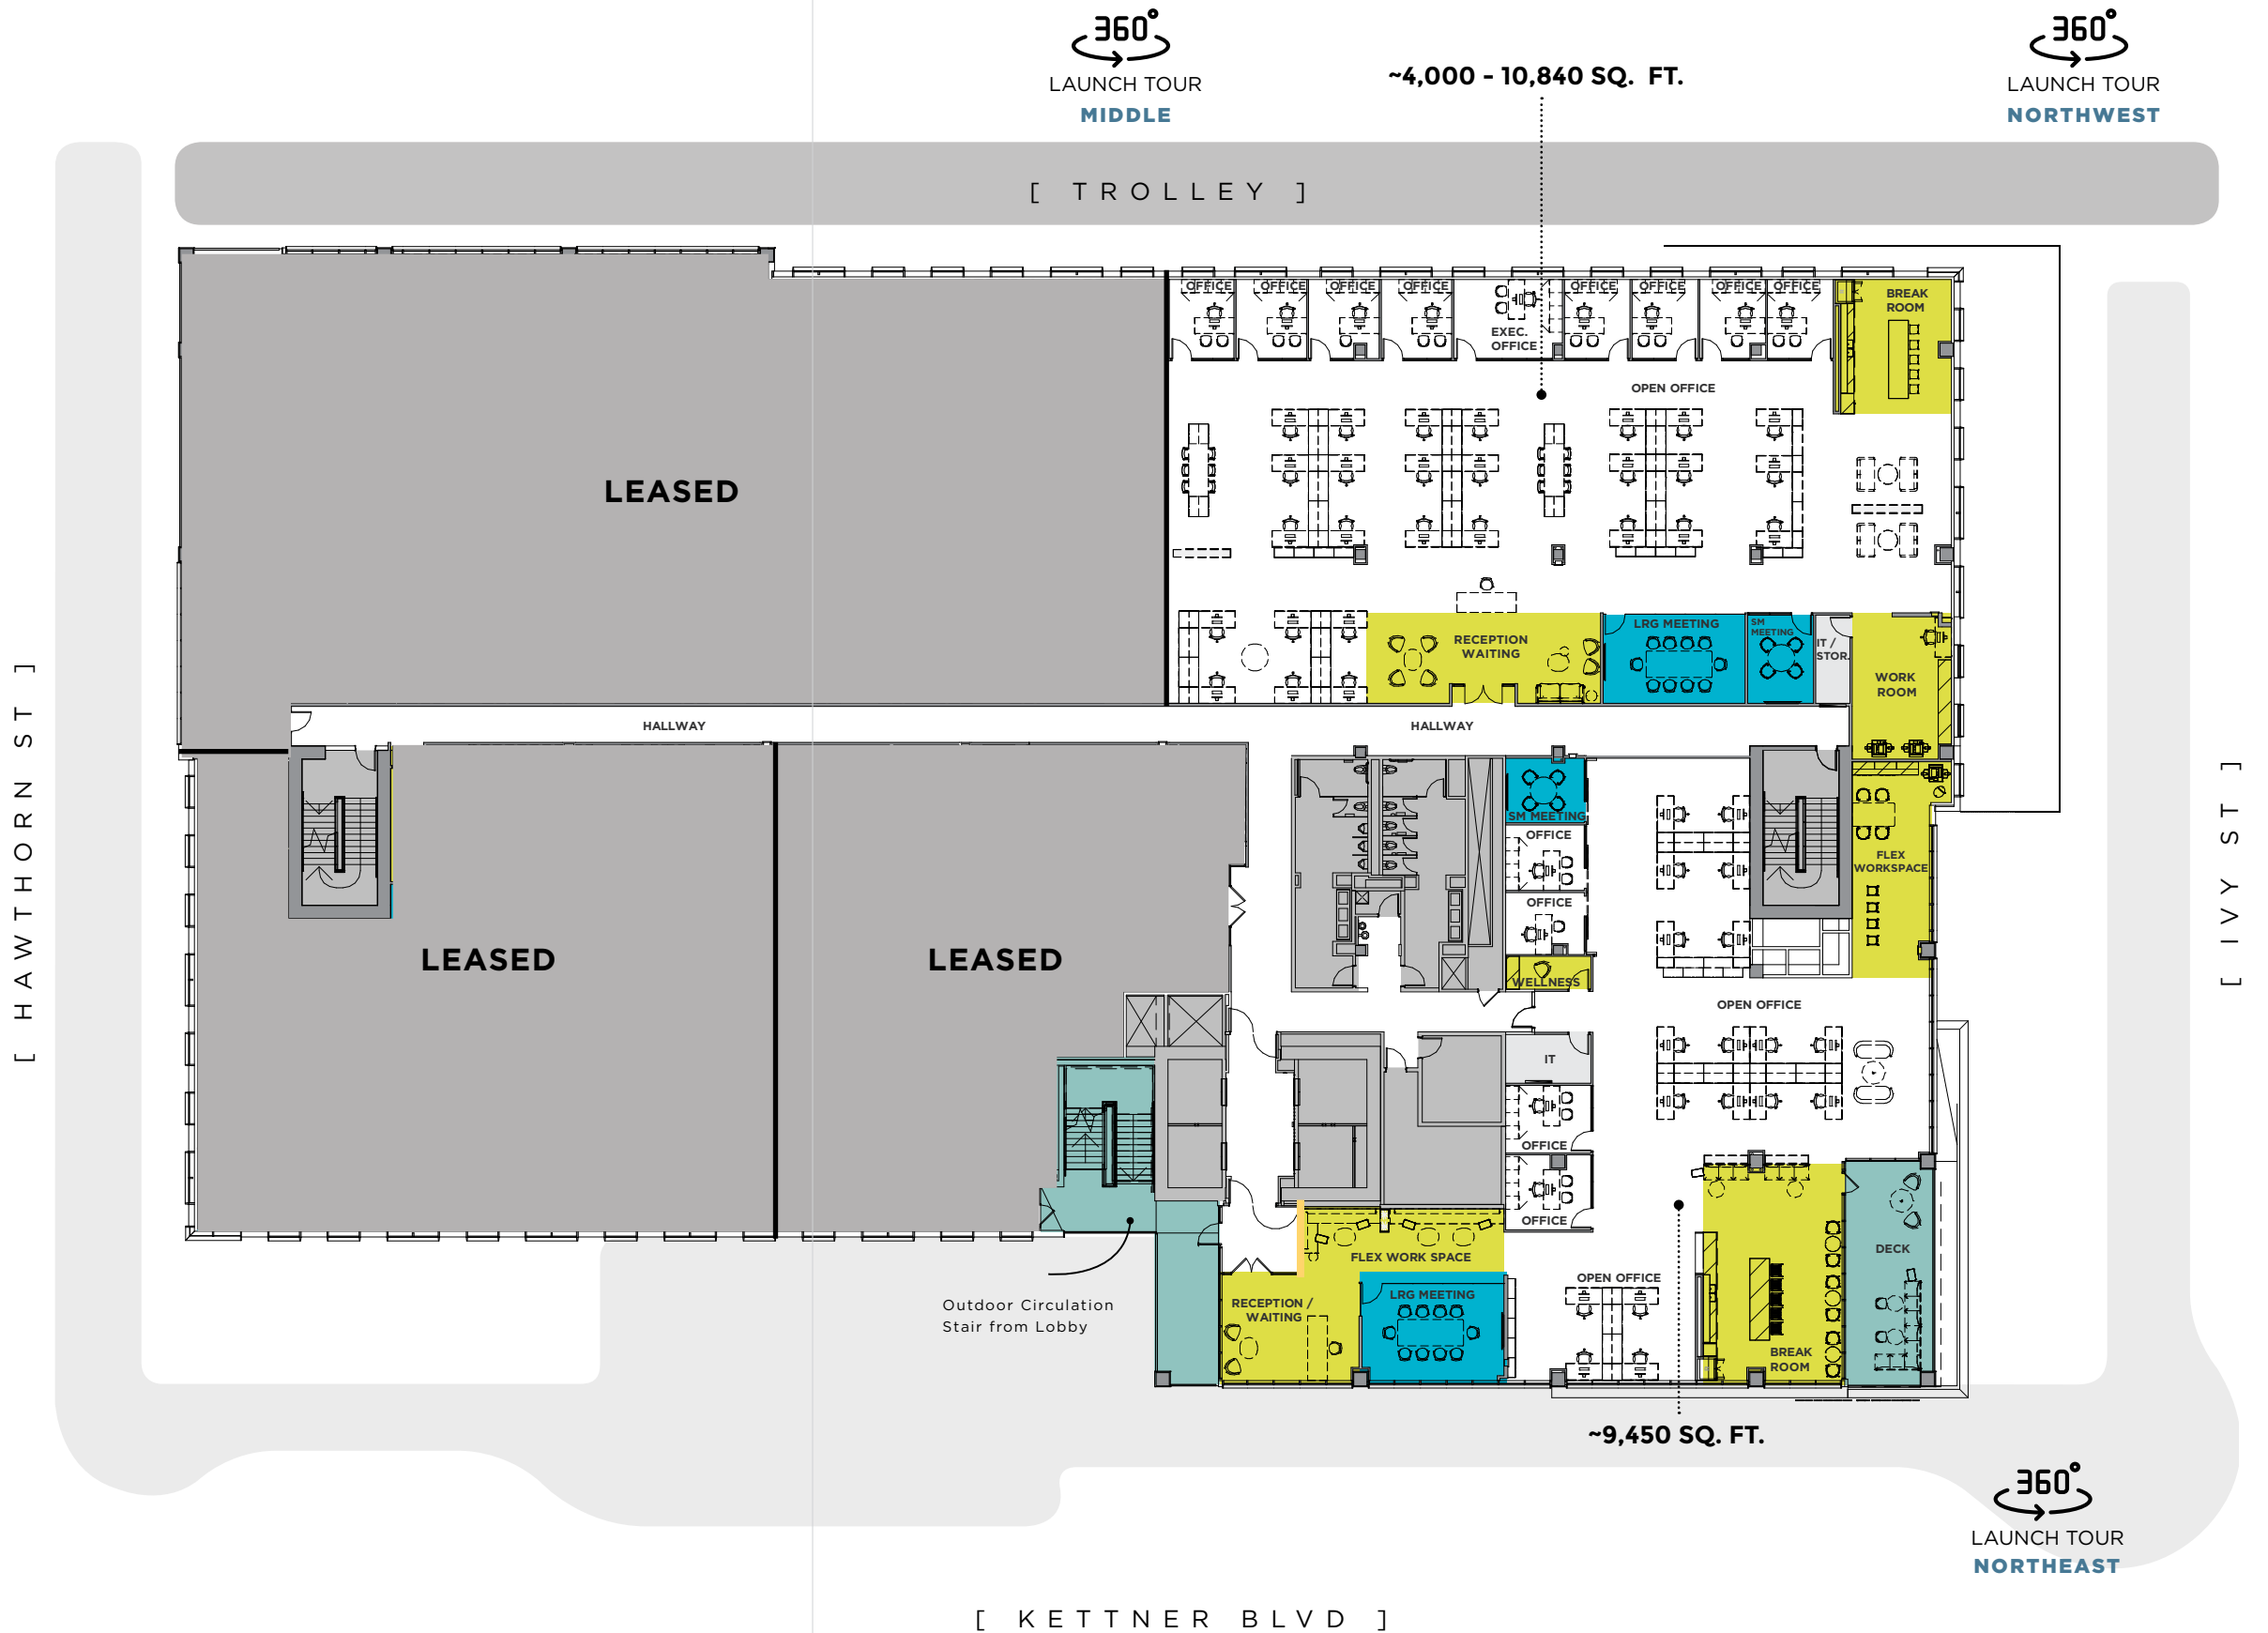 360°
LAUNCH TOUR
MIDDLE
~4,000 - 10,840 SQ. FT.
360°
LAUNCH TOUR
NORTHWEST
[ TROLLEY ]
OFFICE
OFFICE
OFFICE
OFFICE
EXEC.
OFFICE
OFFICE
OFFICE
OFFICE
OFFICE
BREAK
ROOM
OPEN OFFICE
LEASED
RECEPTION
WAITING
LRG MEETING
SM
MEETING
IT /
STOR.
WORK
ROOM
HALLWAY
HALLWAY
[ HAWTHORN ST ]
[ IVY ST ]
SM MEETING
OFFICE
OFFICE
WELLNESS
FLEX
WORKSPACE
LEASED
LEASED
OPEN OFFICE
IT
OFFICE
OFFICE
DECK
FLEX WORK SPACE
OPEN OFFICE
RECEPTION /
WAITING
LRG MEETING
BREAK
ROOM
Outdoor Circulation
Stair from Lobby
~9,450 SQ. FT.
360°
LAUNCH TOUR
NORTHEAST
[ KETTNER BLVD ]